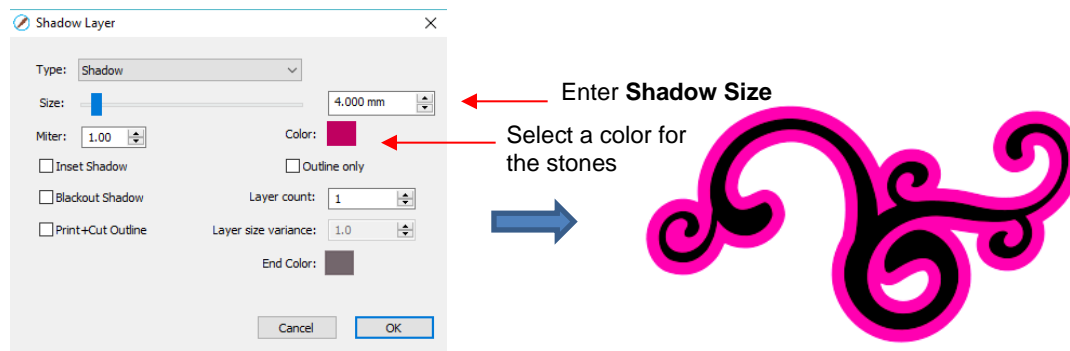 Shadow Layer
Type: Shadow
Size: 4.000 mm
Enter Shadow Size
Miter: 1.00 Color:
Select a color for
the stones
Inset Shadow Outline only
Blackout Shadow Layer count: 1
Print+Cut Outline Layer size variance: 1.0
End Color:
Cancel OK